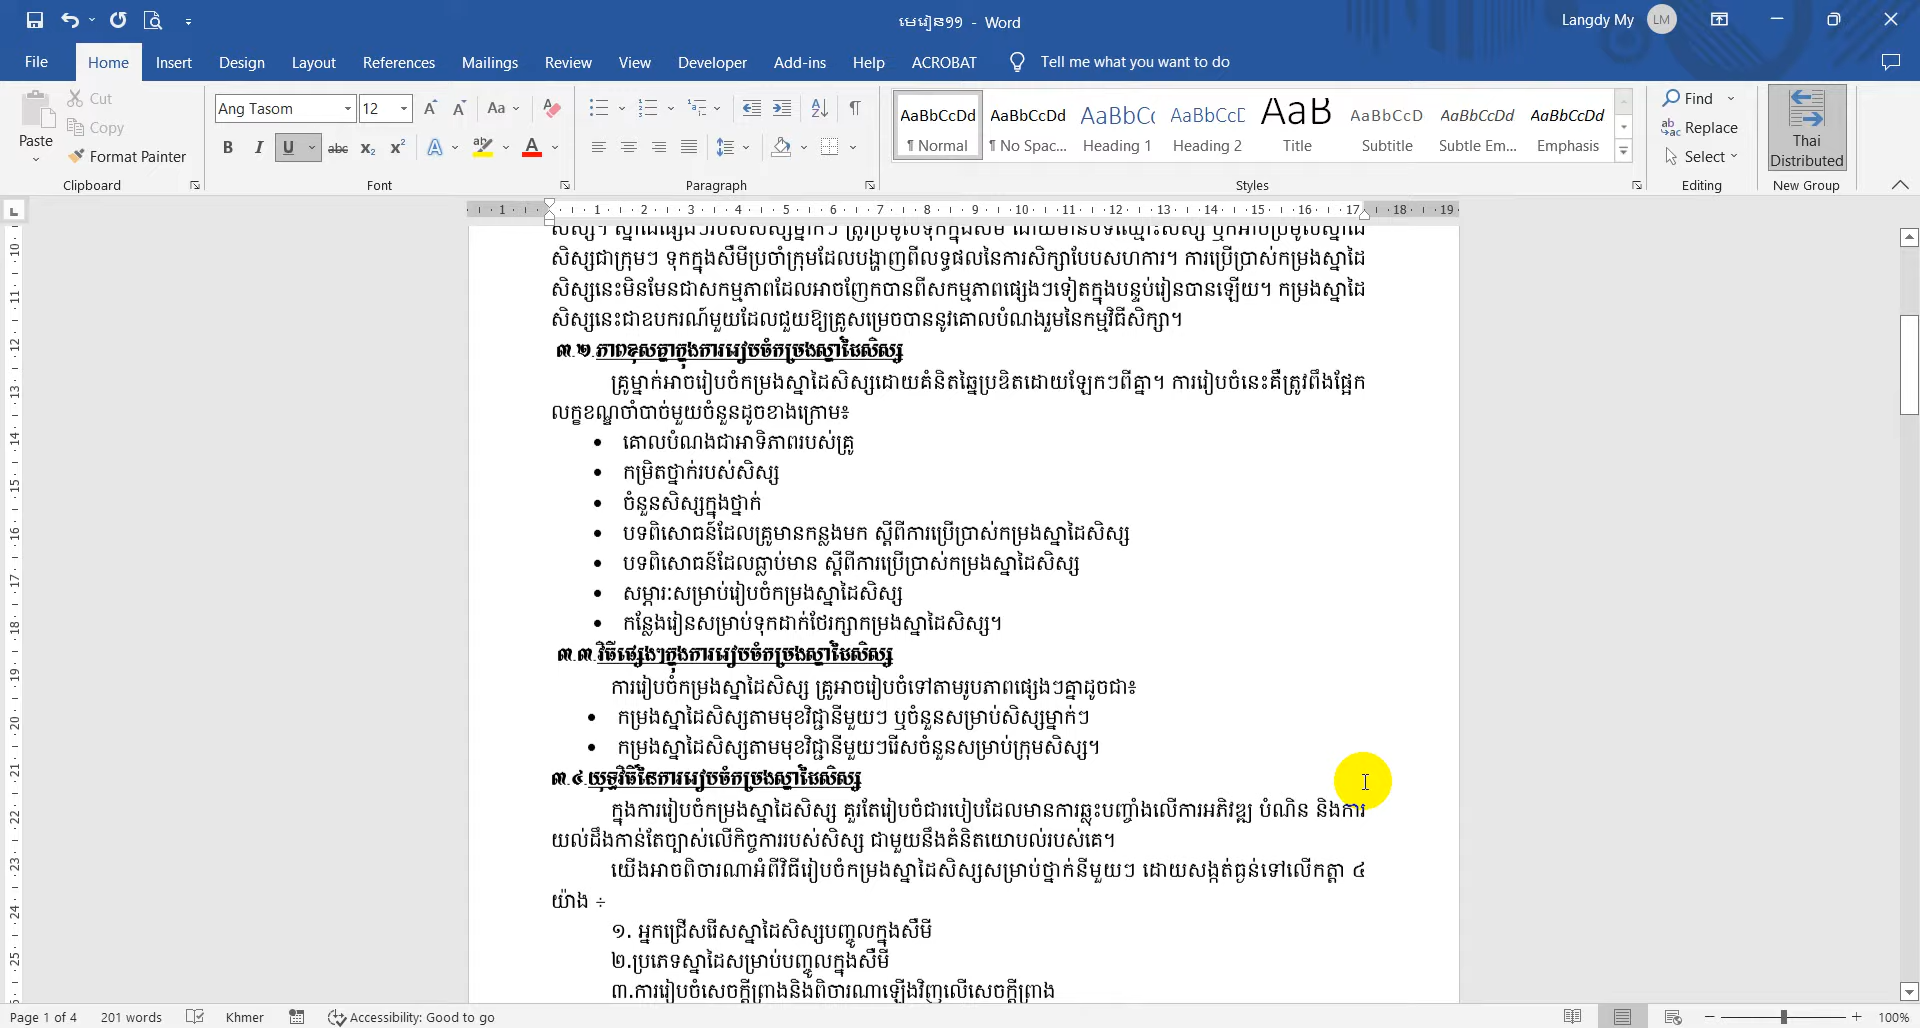 មេរៀន១១ - Word
Langdy My
LM
File
Home
Insert
Design
Layout
References
Mailings
Review
View
Developer
Add-ins
Help
ACROBAT
Tell me what you want to do
Paste
Cut
Copy
Format Painter
Clipboard
Ang Tasom
12
Font
Paragraph
AaBbCcDd
¶ Normal
AaBbCcDd
¶ No Spac...
AaBbCc
Heading 1
AaBbCcC
Heading 2
AaB
Title
AaBbCcD
Subtitle
AaBbCcDd
Subtle Em...
AaBbCcDd
Emphasis
Styles
Find
Replace
Select
Editing
Thai Distributed
New Group
សិស្សជាក្រុមៗ ទុកក្នុងសឺមីប្រចាំក្រុមដែលបង្ហាញពីលទ្ធផលនៃការសិក្សាបែបសហការ។ ការប្រើប្រាស់កម្រងស្នាដៃ
សិស្សនេះមិនមែនជាសកម្មភាពដែលអាចញែកបានពីសកម្មភាពផ្សេងៗទៀតក្នុងបន្ទប់រៀនបានឡើយ។ កម្រងស្នាដៃ
សិស្សនេះជាឧបករណ៍មួយដែលជួយឱ្យគ្រូសម្រេចបាននូវគោលបំណងរួមនៃកម្មវិធីសិក្សា។
៣.២.ភាពខុសគ្នាក្នុងការរៀបចំកម្រងស្នាដៃសិស្ស
គ្រូម្នាក់អាចរៀបចំកម្រងស្នាដៃសិស្សដោយគំនិតឆ្នៃប្រឌិតដោយឡែកៗពីគ្នា។ ការរៀបចំនេះគឺត្រូវពឹងផ្អែក
លក្ខខណ្ឌចាំបាច់មួយចំនួនដូចខាងក្រោម៖
• គោលបំណងជាអាទិភាពរបស់គ្រូ
• កម្រិតថ្នាក់របស់សិស្ស
• ចំនួនសិស្សក្នុងថ្នាក់
• បទពិសោធន៍ដែលគ្រូមានកន្លងមក ស្ដីពីការប្រើប្រាស់កម្រងស្នាដៃសិស្ស
• បទពិសោធន៍ដែលធ្លាប់មាន ស្ដីពីការប្រើប្រាស់កម្រងស្នាដៃសិស្ស
• សម្ភារៈសម្រាប់រៀបចំកម្រងស្នាដៃសិស្ស
• កន្លែងរៀនសម្រាប់ទុកដាក់ថែរក្សាកម្រងស្នាដៃសិស្ស។
៣.៣.វិធីផ្សេងៗក្នុងការរៀបចំកម្រងស្នាដៃសិស្ស
ការរៀបចំកម្រងស្នាដៃសិស្ស គ្រូអាចរៀបចំទៅតាមរូបភាពផ្សេងៗគ្នាដូចជា៖
• កម្រងស្នាដៃសិស្សតាមមុខវិជ្ជានីមួយៗ ឬចំនួនសម្រាប់សិស្សម្នាក់ៗ
• កម្រងស្នាដៃសិស្សតាមមុខវិជ្ជានីមួយៗរើសចំនួនសម្រាប់ក្រុមសិស្ស។
៣.៤.យុទ្ធវិធីនៃការរៀបចំកម្រងស្នាដៃសិស្ស
ក្នុងការរៀបចំកម្រងស្នាដៃសិស្ស គួរតែរៀបចំជារបៀបដែលមានការឆ្លុះបញ្ចាំងលើការអភិវឌ្ឍ បំណិន និងការ
យល់ដឹងកាន់តែច្បាស់លើកិច្ចការរបស់សិស្ស ជាមួយនឹងគំនិតយោបល់របស់គេ។
យើងអាចពិចារណាអំពីវិធីរៀបចំកម្រងស្នាដៃសិស្សសម្រាប់ថ្នាក់នីមួយៗ ដោយសង្កត់ធ្ងន់ទៅលើកត្តា ៤
យ៉ាង ÷
១. អ្នកជ្រើសរើសស្នាដៃសិស្សបញ្ចូលក្នុងសឺមី
២.ប្រភេទស្នាដៃសម្រាប់បញ្ចូលក្នុងសឺមី
៣.ការរៀបចំសេចក្ដីព្រាងនិងពិចារណាឡើងវិញលើសេចក្ដីព្រាង
Page 1 of 4
201 words
Khmer
Accessibility: Good to go
100%